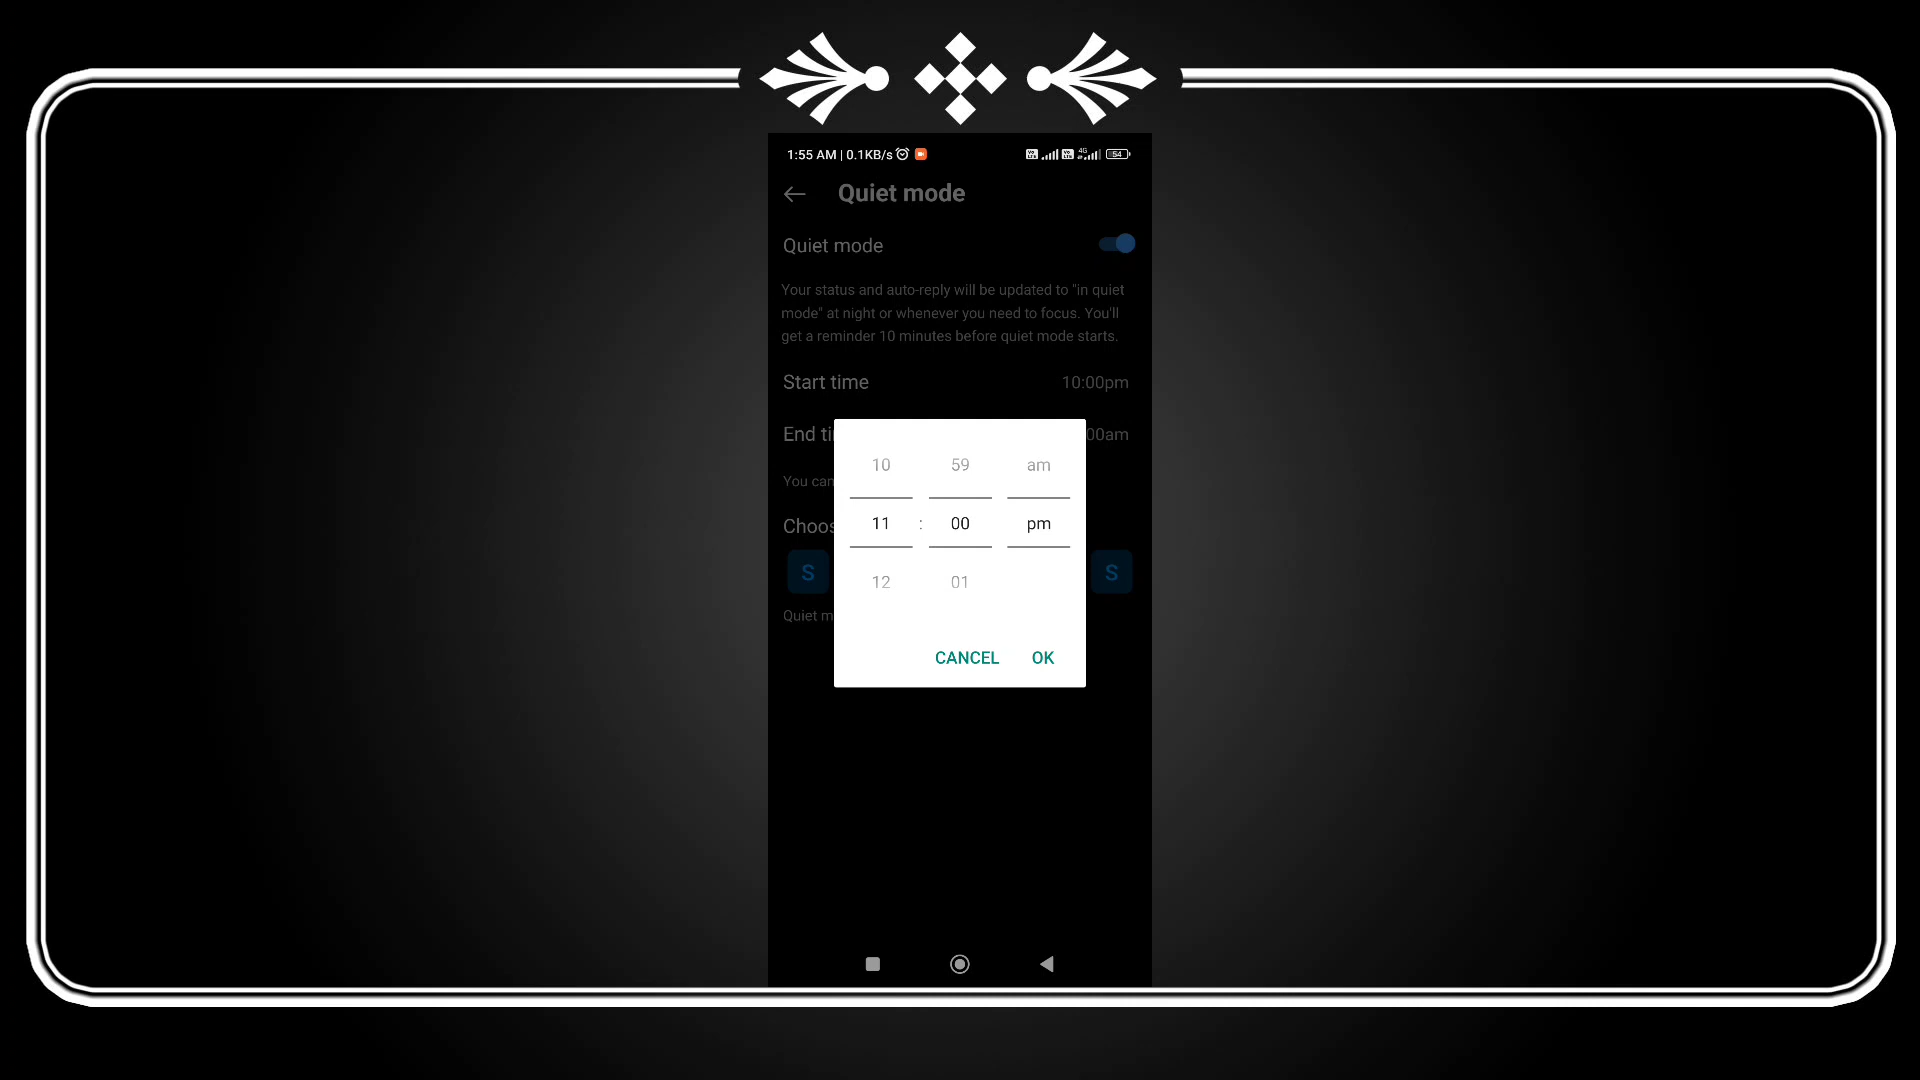 1:55 AM | 0.1KB/s
4G
54
Quiet mode
Quiet mode
Your status and auto-reply will be updated to "in quiet
mode" at night or whenever you need to focus. You'll
get a reminder 10 minutes before quiet mode starts.
Start time 10:00pm
End ti 00am
You can
Choos
S S
Quiet m
10 59 am
11 : 00 pm
12 01
CANCEL OK